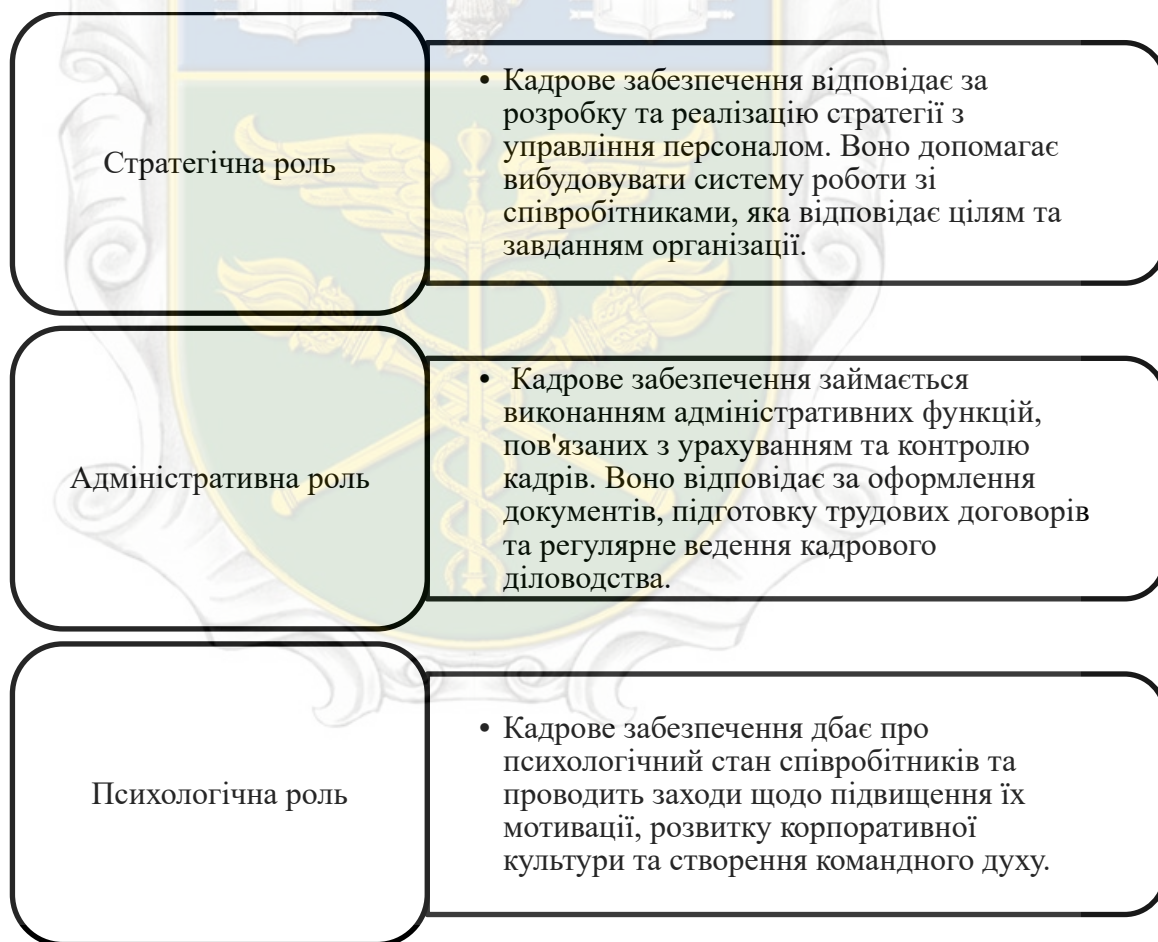 Стратегічна роль
• Кадрове забезпечення відповідає за
розробку та реалізацію стратегії з
управління персоналом. Воно допомагає
вибудовувати систему роботи зі
співробітниками, яка відповідає цілям та
завданням організації.
Адміністративна роль
• Кадрове забезпечення займається
виконанням адміністративних функцій,
пов'язаних з урахуванням та контролю
кадрів. Воно відповідає за оформлення
документів, підготовку трудових договорів
та регулярне ведення кадрового
діловодства.
Психологічна роль
• Кадрове забезпечення дбає про
психологічний стан співробітників та
проводить заходи щодо підвищення їх
мотивації, розвитку корпоративної
культури та створення командного духу.